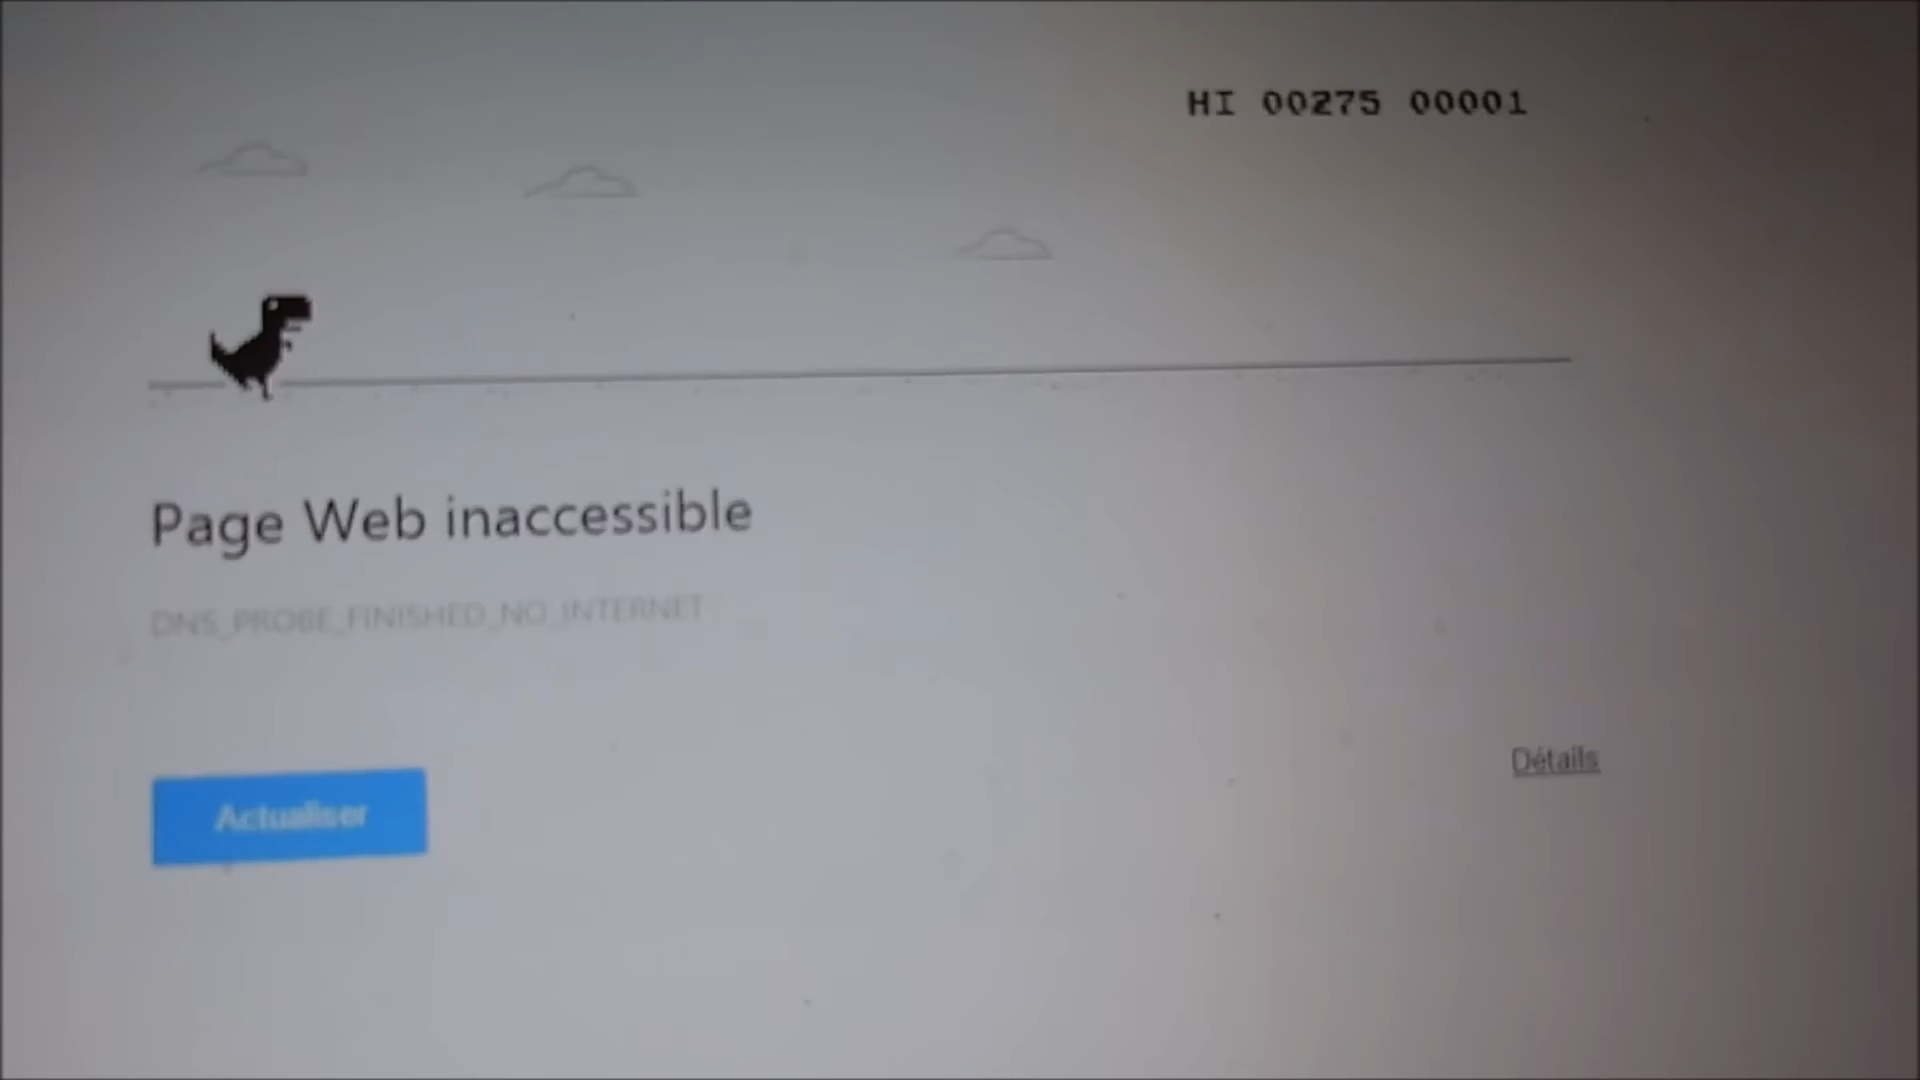 HI 00275 00001
Page Web inaccessible
DNS_PROBE_FINISHED_NO_INTERNET
Détails
Actualiser